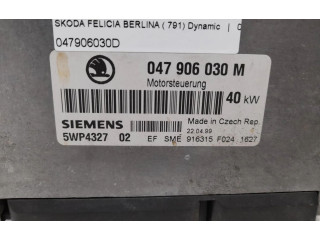 SKODA FELICIA BERLINA ( 791) Dynamic | D
047906030D
047 906 030 M
Motorsteuerung
40 kW
SIEMENS
Made in Czech Rep.
22.04.99
5WP4327 02
EF SME 916315 F024 1627